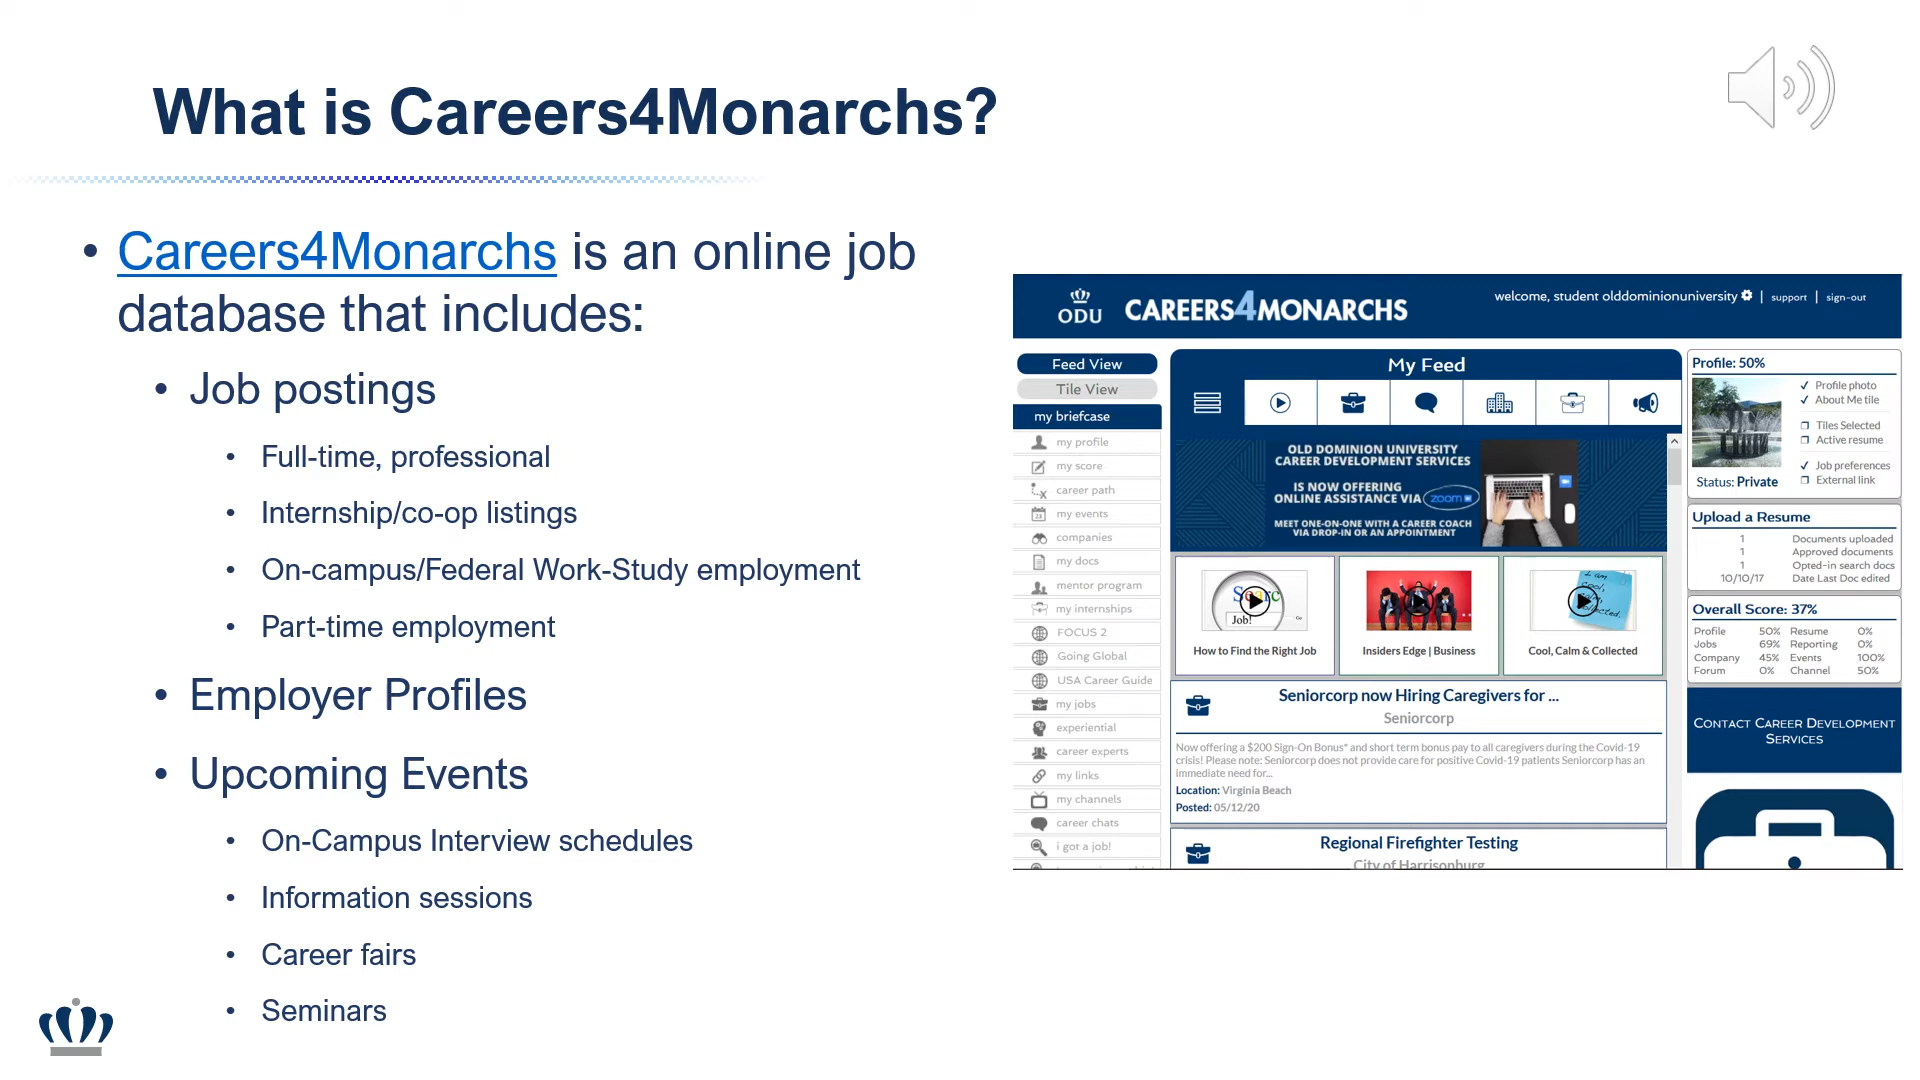 What is Careers4Monarchs?
• Careers4Monarchs is an online job
database that includes:
• Job postings
• Full-time, professional
• Internship/co-op listings
• On-campus/Federal Work-Study employment
• Part-time employment
• Employer Profiles
• Upcoming Events
• On-Campus Interview schedules
• Information sessions
• Career fairs
• Seminars
ODU
CAREERS4MONARCHS
welcome, student olddominionuniversity | support | sign-out
Feed View
Tile View
my briefcase
my profile
my score
career path
my events
23
companies
my docs
mentor program
my internships
FOCUS 2
Going Global
USA Career Guide
my jobs
experiential
career experts
my links
my channels
career chats
i got a job!
My Feed
OLD DOMINION UNIVERSITY
CAREER DEVELOPMENT SERVICES
IS NOW OFFERING
ONLINE ASSISTANCE VIA zoom
MEET ONE-ON-ONE WITH A CAREER COACH
VIA DROP-IN OR AN APPOINTMENT
Job!
How to Find the Right Job
Insiders Edge | Business
I am
Cool,
Cool, Calm & Collected
Seniorcorp now Hiring Caregivers for ...
Seniorcorp
Now offering a $200 Sign-On Bonus* and short term bonus pay to all caregivers during the Covid-19
crisis! Please note: Seniorcorp does not provide care for positive Covid-19 patients Seniorcorp has an
immediate need for...
Location: Virginia Beach
Posted: 05/12/20
Regional Firefighter Testing
City of Harrisonburg
Profile: 50%
Profile photo
About Me tile
Tiles Selected
Active resume
Job preferences
External link
Status: Private
Upload a Resume
1 Documents uploaded
1 Approved documents
1 Opted-in search docs
10/10/17 Date Last Doc edited
Overall Score: 37%
Profile 50% Resume 0%
Jobs 69% Reporting 0%
Company 45% Events 100%
Forum 0% Channel 50%
CONTACT CAREER DEVELOPMENT
SERVICES